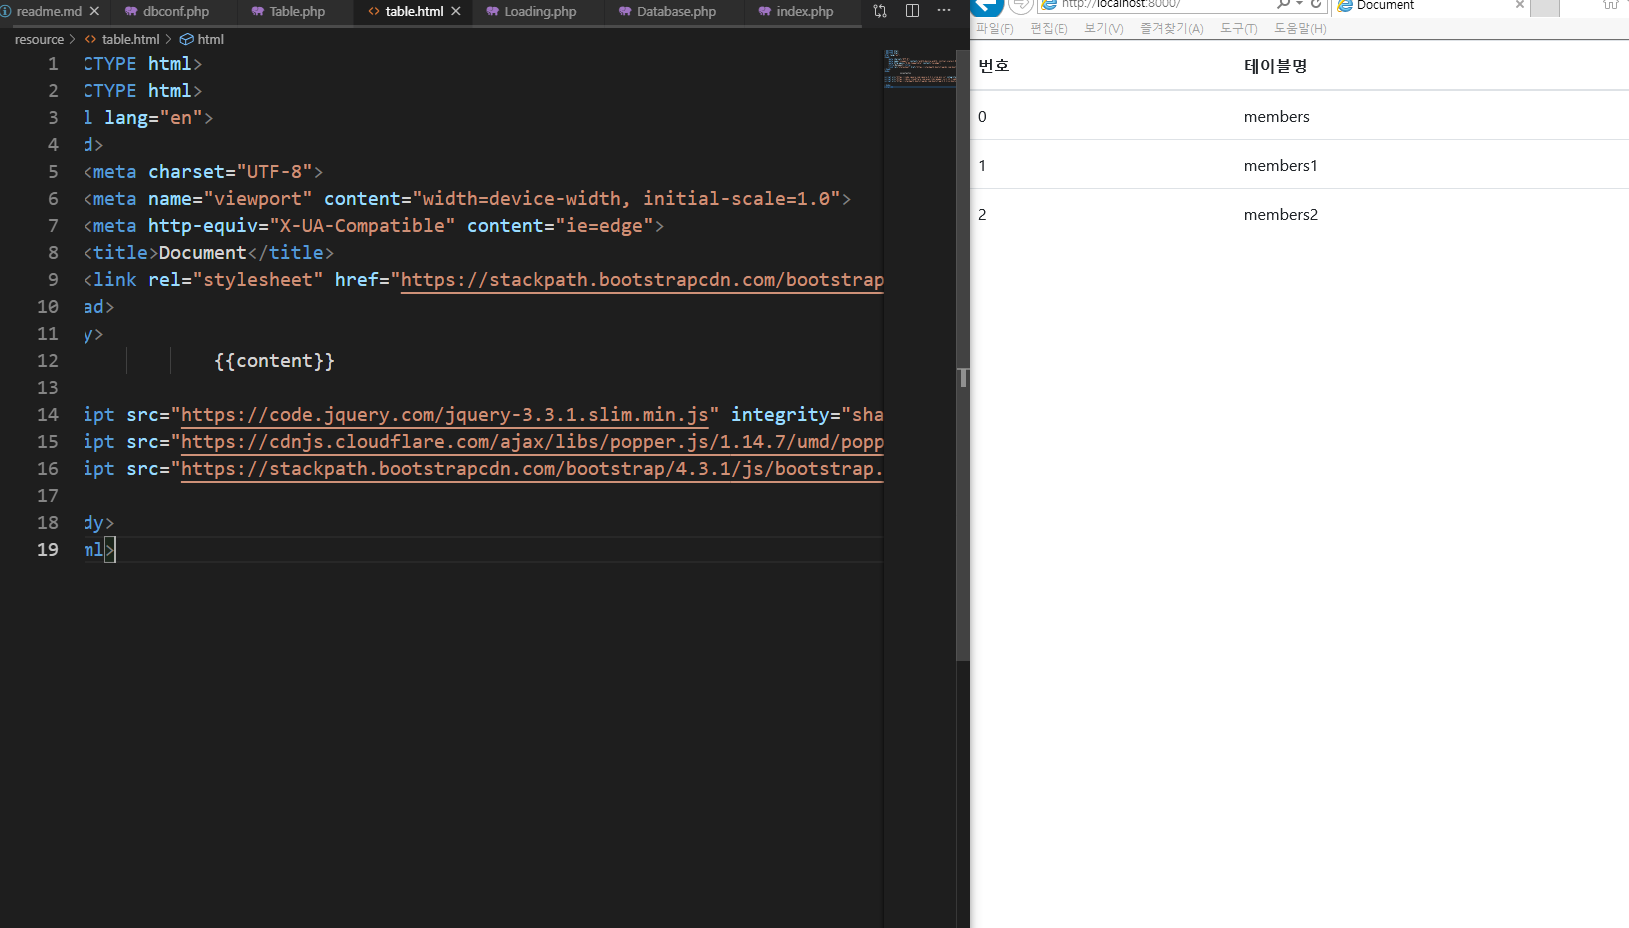 readme.md
dbconf.php
Table.php
table.html
Loading.php
Database.php
index.php
resource > table.html > html
1 CTYPE html>
2 CTYPE html>
3 l lang="en">
4 d>
5 <meta charset="UTF-8">
6 <meta name="viewport" content="width=device-width, initial-scale=1.0">
7 <meta http-equiv="X-UA-Compatible" content="ie=edge">
8 <title>Document</title>
9 <link rel="stylesheet" href="https://stackpath.bootstrapcdn.com/bootstrap
10 ad>
11 y>
12 {{content}}
13
14 ipt src="https://code.jquery.com/jquery-3.3.1.slim.min.js" integrity="sha
15 ipt src="https://cdnjs.cloudflare.com/ajax/libs/popper.js/1.14.7/umd/popp
16 ipt src="https://stackpath.bootstrapcdn.com/bootstrap/4.3.1/js/bootstrap.
17
18 dy>
19 ml>
http://localhost:8000/
Document
파일(F) 편집(E) 보기(V) 즐겨찾기(A) 도구(T) 도움말(H)
번호 테이블명
0 members
1 members1
2 members2